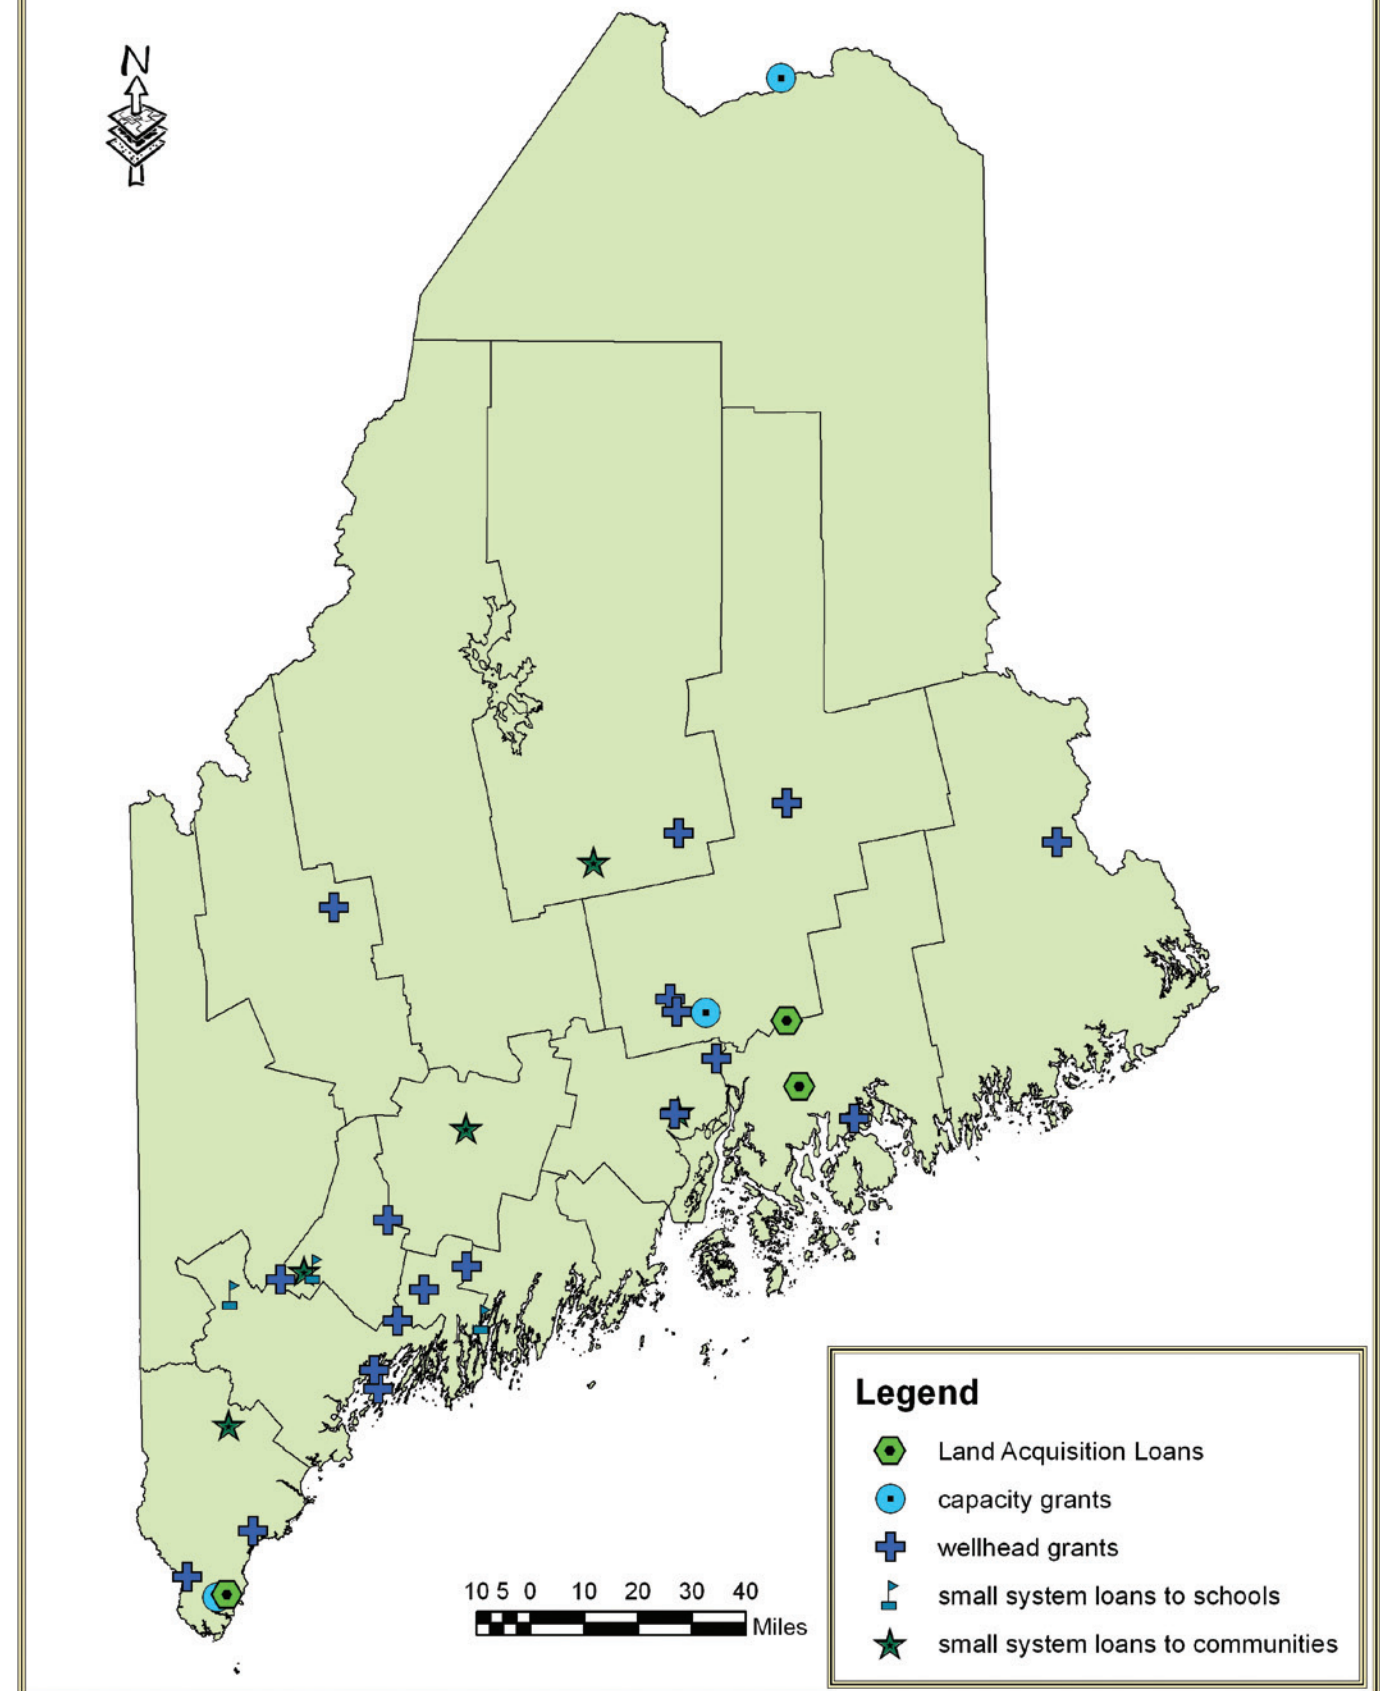 N
Legend
Land Acquisition Loans
capacity grants
wellhead grants
small system loans to schools
small system loans to communities
10 5 0 10 20 30 40
Miles